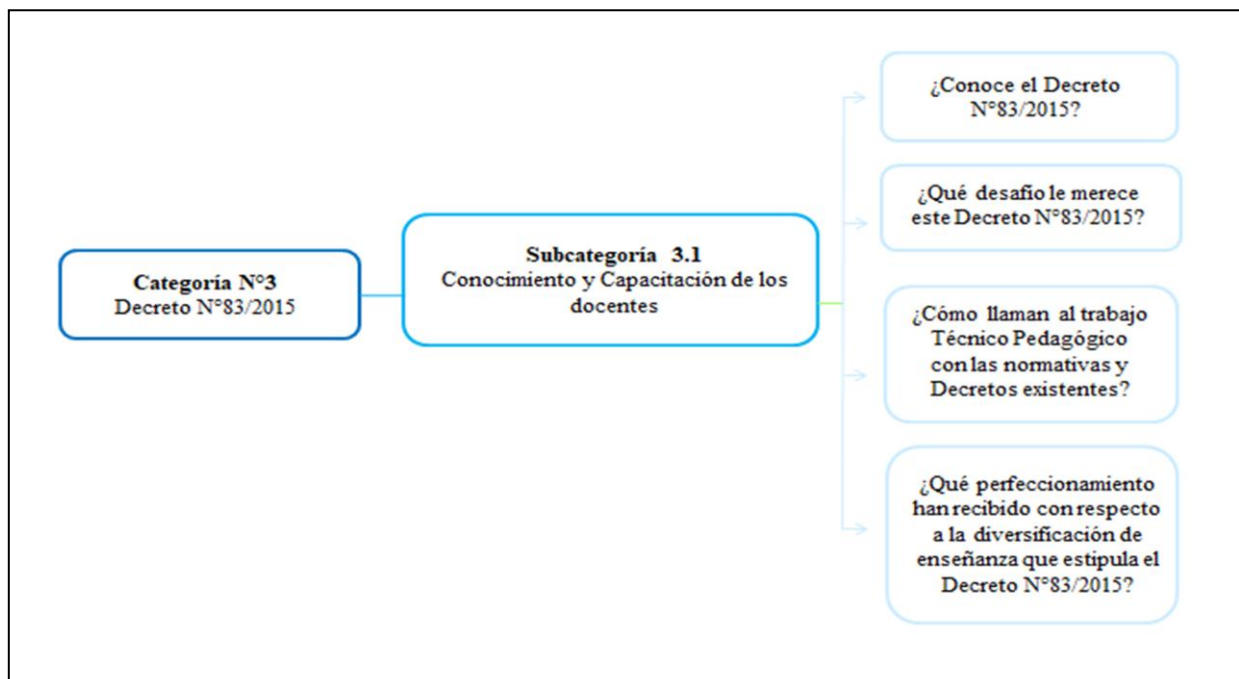 Categoría N°3
Decreto N°83/2015
Subcategoría 3.1
Conocimiento y Capacitación de los
docentes
¿Conoce el Decreto
N°83/2015?
¿Qué desafío le merece
este Decreto N°83/2015?
¿Cómo llaman al trabajo
Técnico Pedagógico
con las normativas y
Decretos existentes?
¿Qué perfeccionamiento
han recibido con respecto
a la diversificación de
enseñanza que estipula el
Decreto N°83/2015?